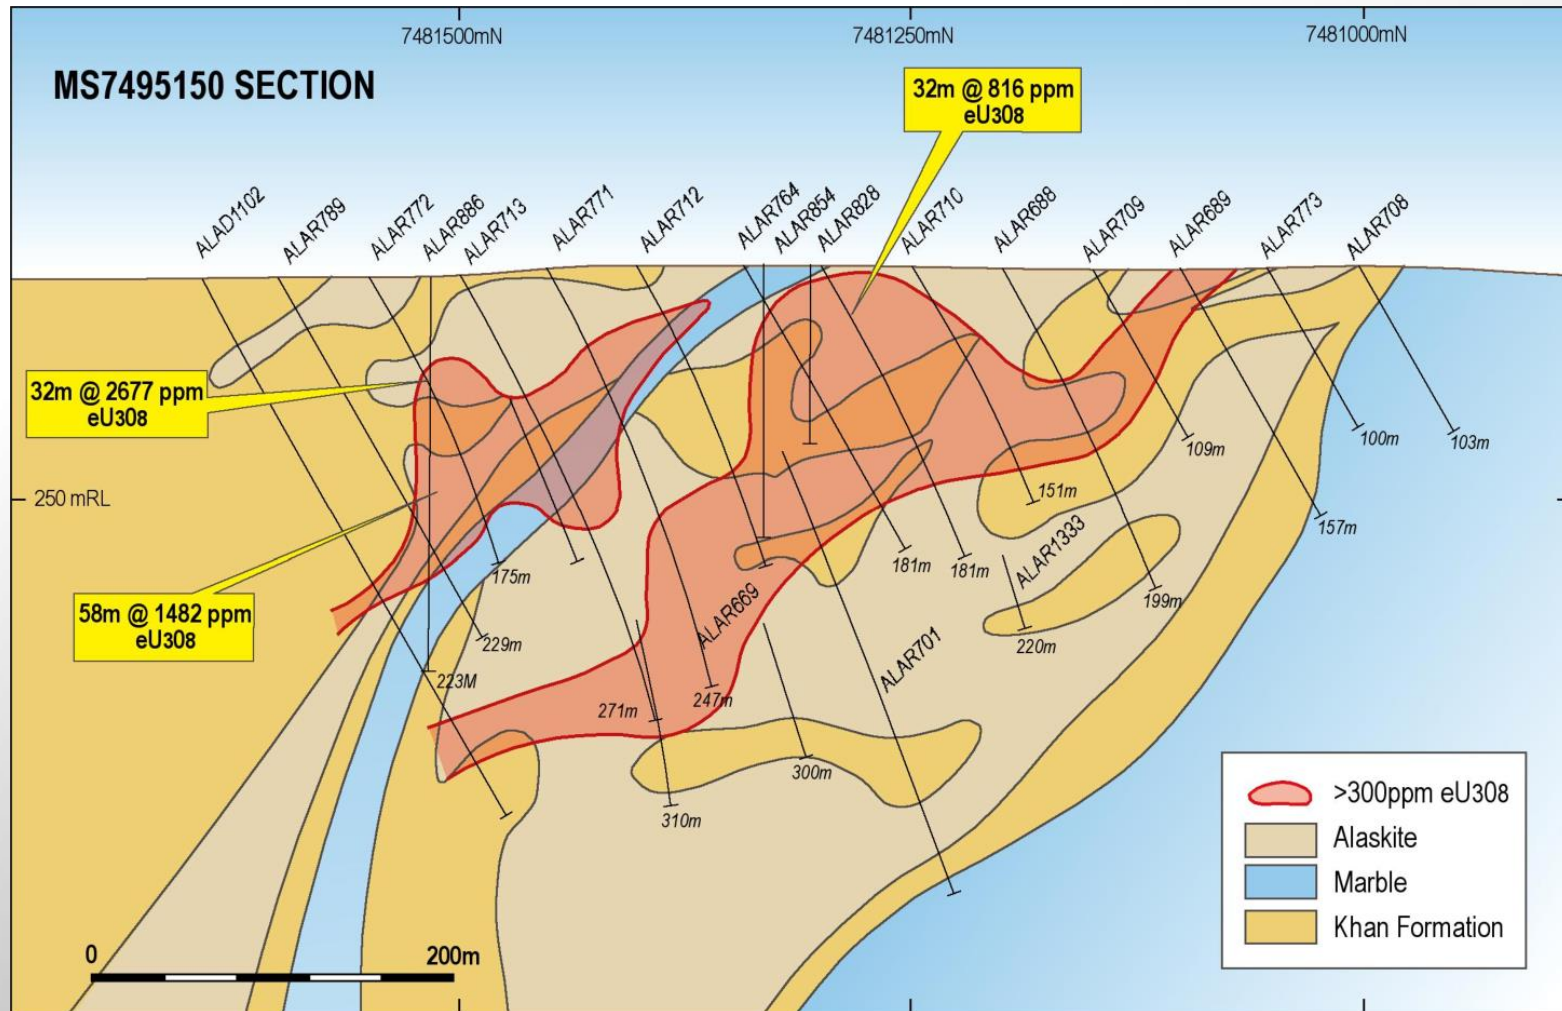 7481500mN
7481250mN
7481000mN
MS7495150 SECTION
32m @ 816 ppm
eU308
ALAD1102
ALAR789
ALAR772
ALAR886
ALAR713
ALAR771
ALAR712
ALAR764
ALAR854
ALAR828
ALAR710
ALAR688
ALAR709
ALAR689
ALAR773
ALAR708
32m @ 2677 ppm
eU308
109m
100m
103m
250 mRL
151m
157m
175m
181m
181m
ALAR1333
58m @ 1482 ppm
eU308
ALAR669
199m
229m
220m
223M
ALAR701
271m
247m
300m
310m
>300ppm eU308
Alaskite
Marble
Khan Formation
0
200m